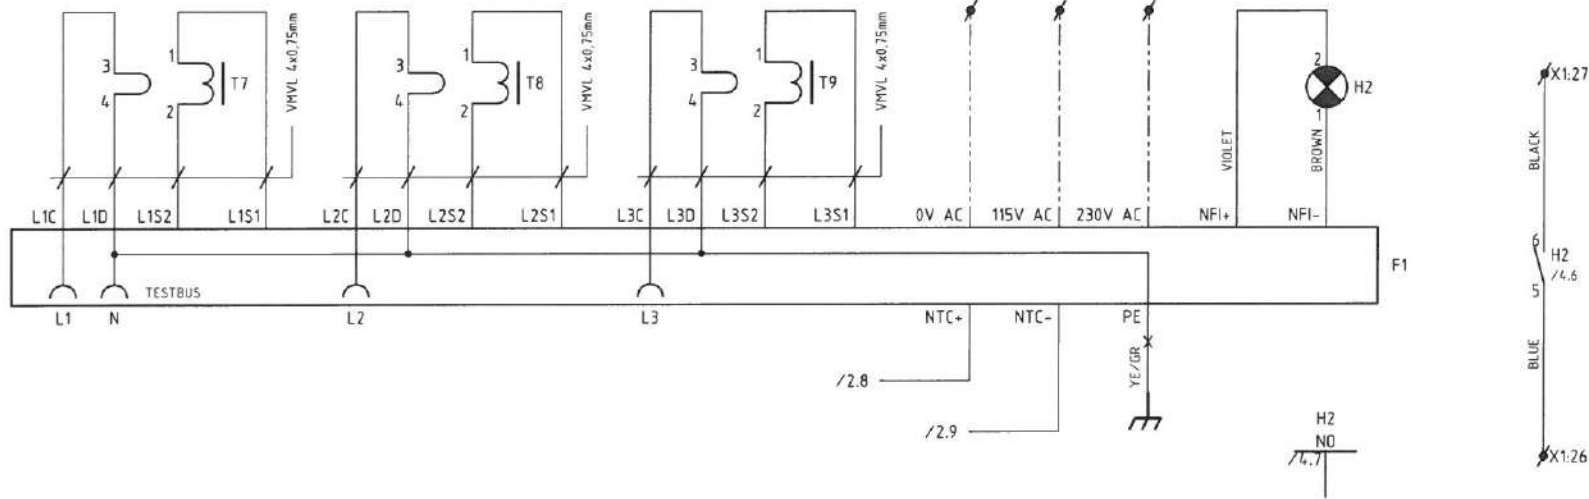 3
4
1
2
T7
VMVL 4x0,75mm
3
4
1
2
T8
VMVL 4x0,75mm
3
4
1
2
T9
VMVL 4x0,75mm
2
H2
1
VIOLET
BROWN
X1:27
BLACK
L1C L1D L1S2 L1S1 L2C L2D L2S2 L2S1 L3C L3D L3S2 L3S1 0V AC 115V AC 230V AC NFI+ NFI-
F1
6
H2
/4.6
5
TESTBUS
L1 N L2 L3 NTC+ NTC- PE
YE/GR
BLUE
/2.8
/2.9
H2
NO
/4.7
X1:26